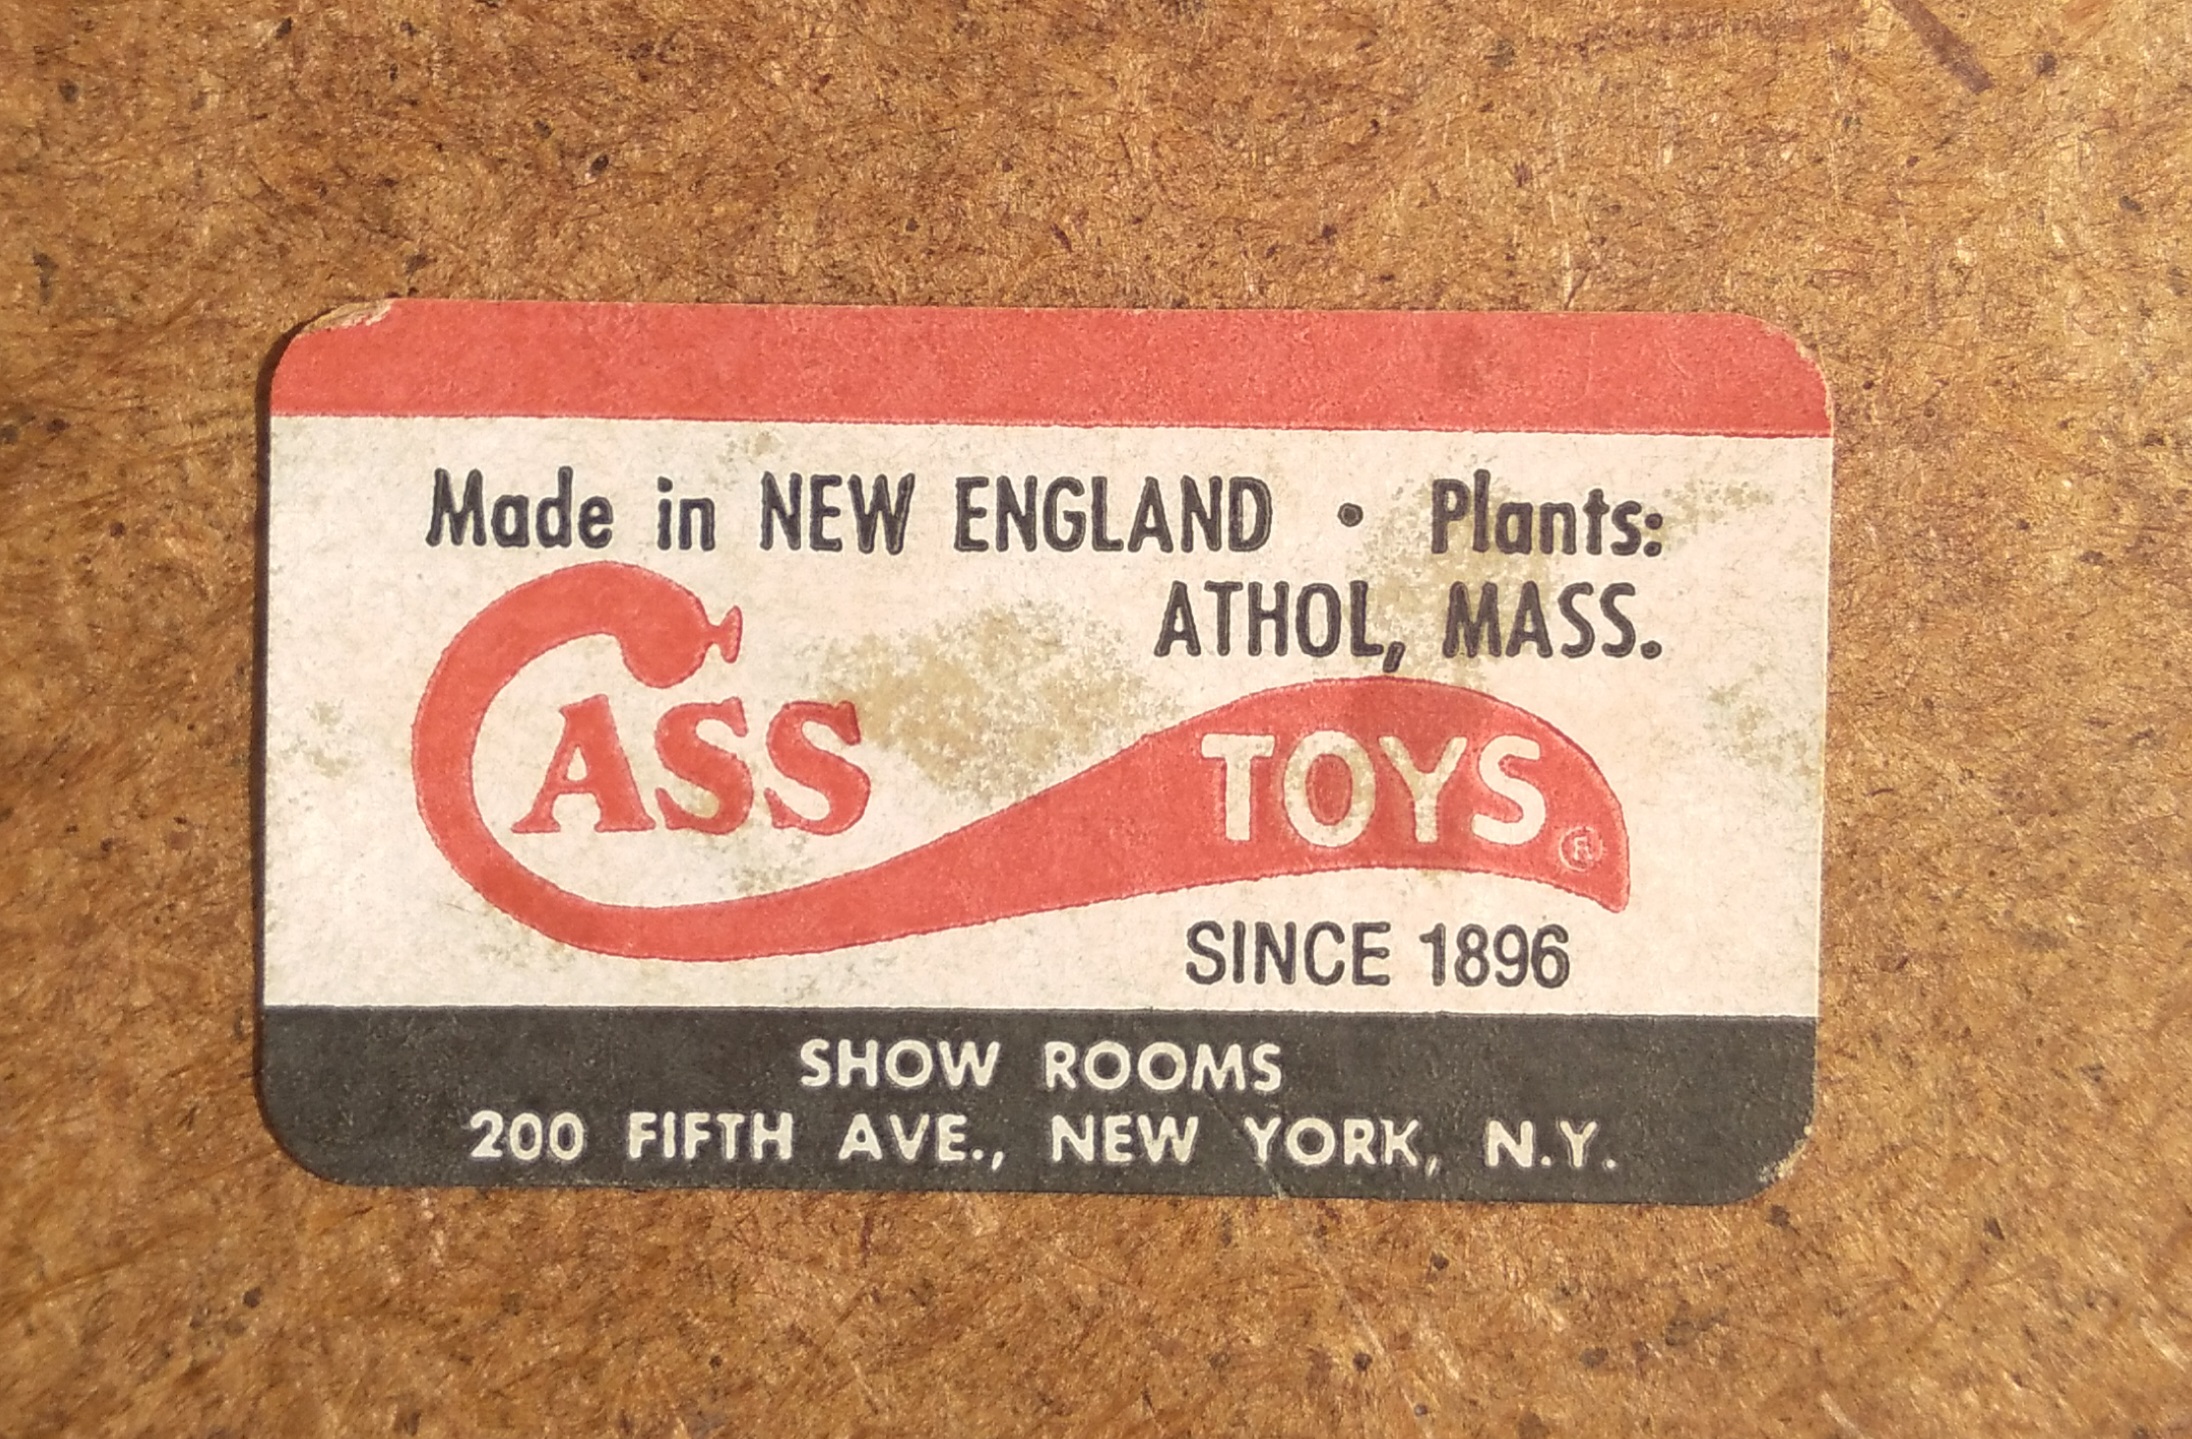 Made in NEW ENGLAND • Plants:
ATHOL, MASS.
CASS TOYS ®
SINCE 1896
SHOW ROOMS
200 FIFTH AVE., NEW YORK, N.Y.